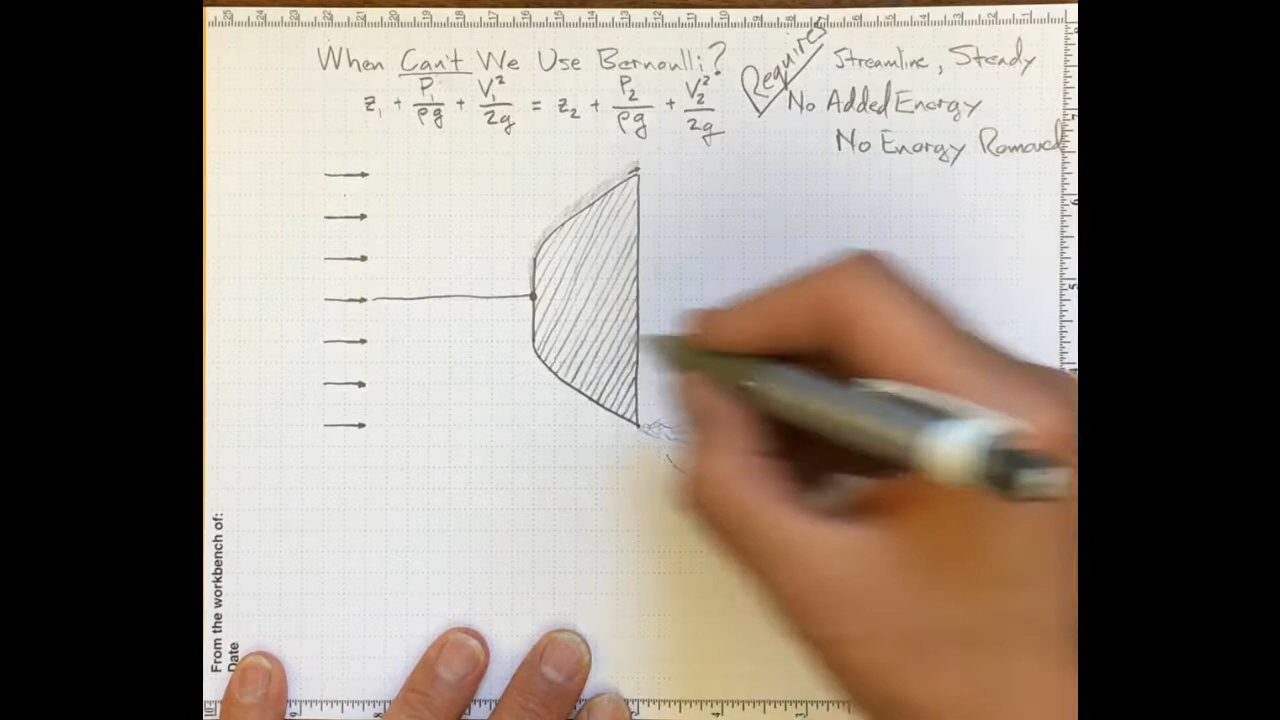 When Can't We Use Bernoulli?
z₁ + P₁/ρg + V₁²/2g = z₂ + P₂/ρg + V₂²/2g
Requires
Streamline, Steady
No Added Energy
No Energy Removed
From the workbench of:
Date